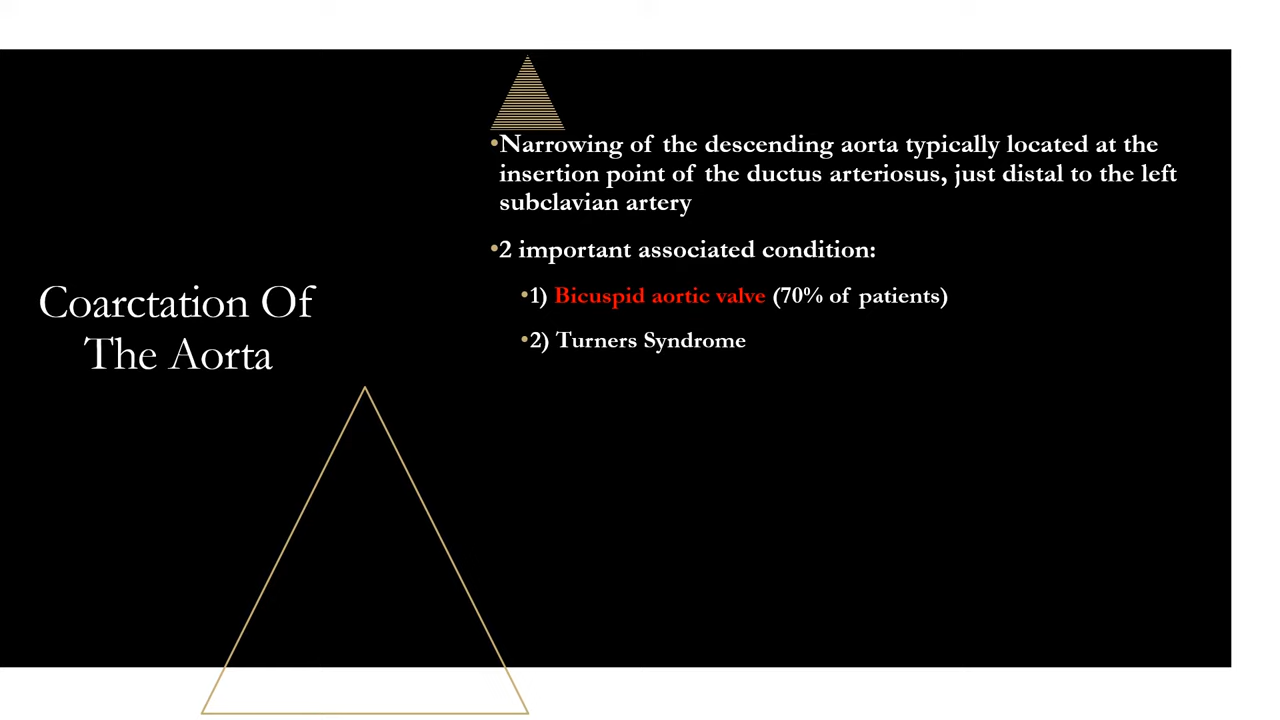 Coarctation Of
The Aorta
•Narrowing of the descending aorta typically located at the
insertion point of the ductus arteriosus, just distal to the left
subclavian artery
•2 important associated condition:
•1) Bicuspid aortic valve (70% of patients)
•2) Turners Syndrome